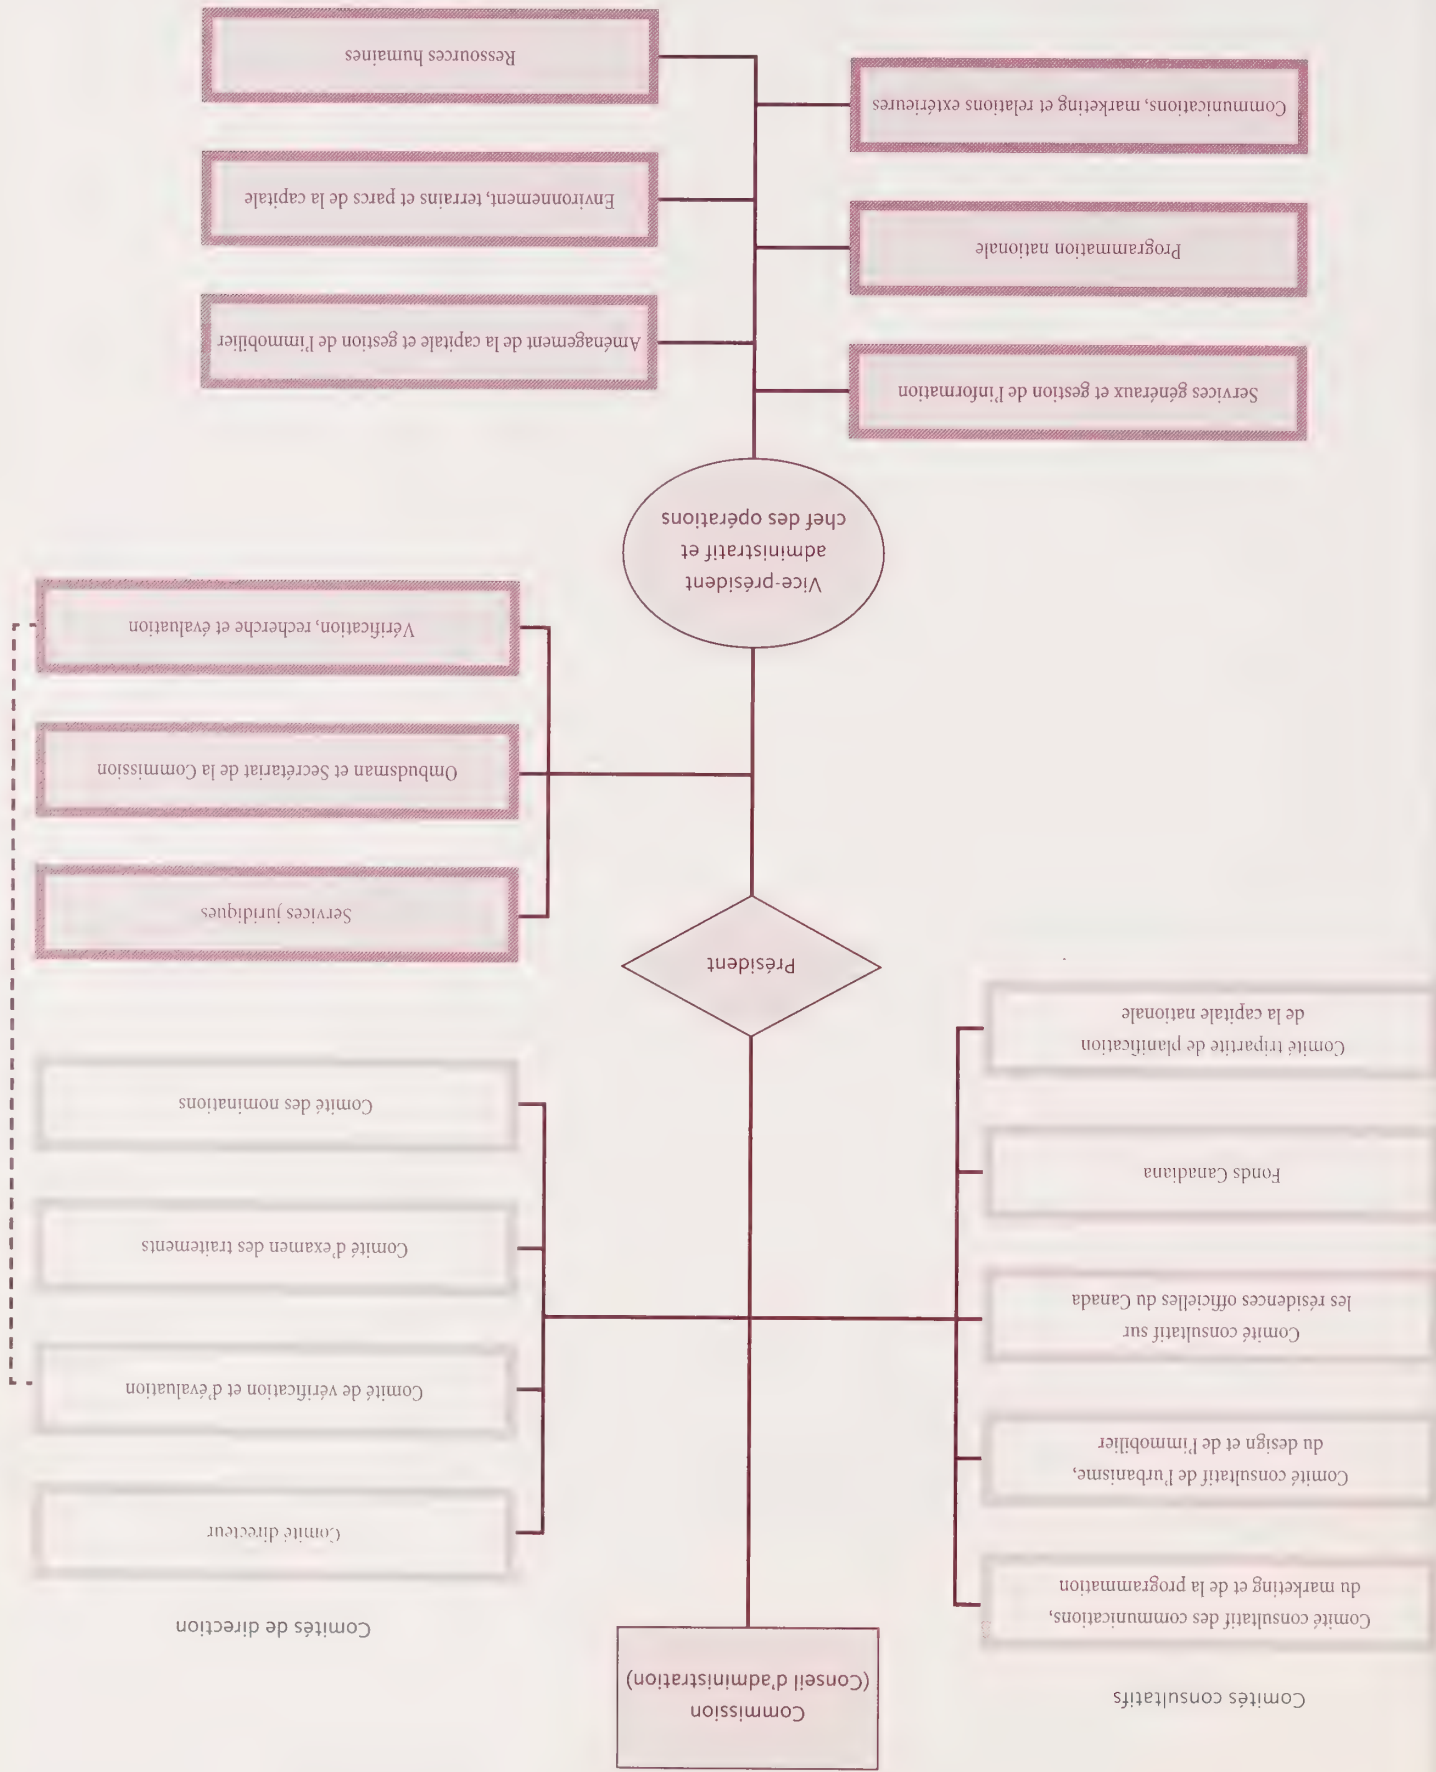 Comités consultatifs
Comité consultatif des communications,
du marketing et de la programmation
Comité consultatif de l'urbanisme,
du design et de l'immobilier
Comité consultatif sur
les résidences officielles du Canada
Fonds Canadiana
Comité tripartite de planification
de la capitale nationale
Commission
(Conseil d'administration)
Comités de direction
Comité directeur
Comité de vérification et d'évaluation
Comité d'examen des traitements
Comité des nominations
Président
Services juridiques
Ombudsman et Secrétariat de la Commission
Vérification, recherche et évaluation
Vice-président
administratif et
chef des opérations
Services généraux et gestion de l'information
Programmation nationale
Communications, marketing et relations extérieures
Aménagement de la capitale et gestion de l'immobilier
Environnement, terrains et parcs de la capitale
Ressources humaines